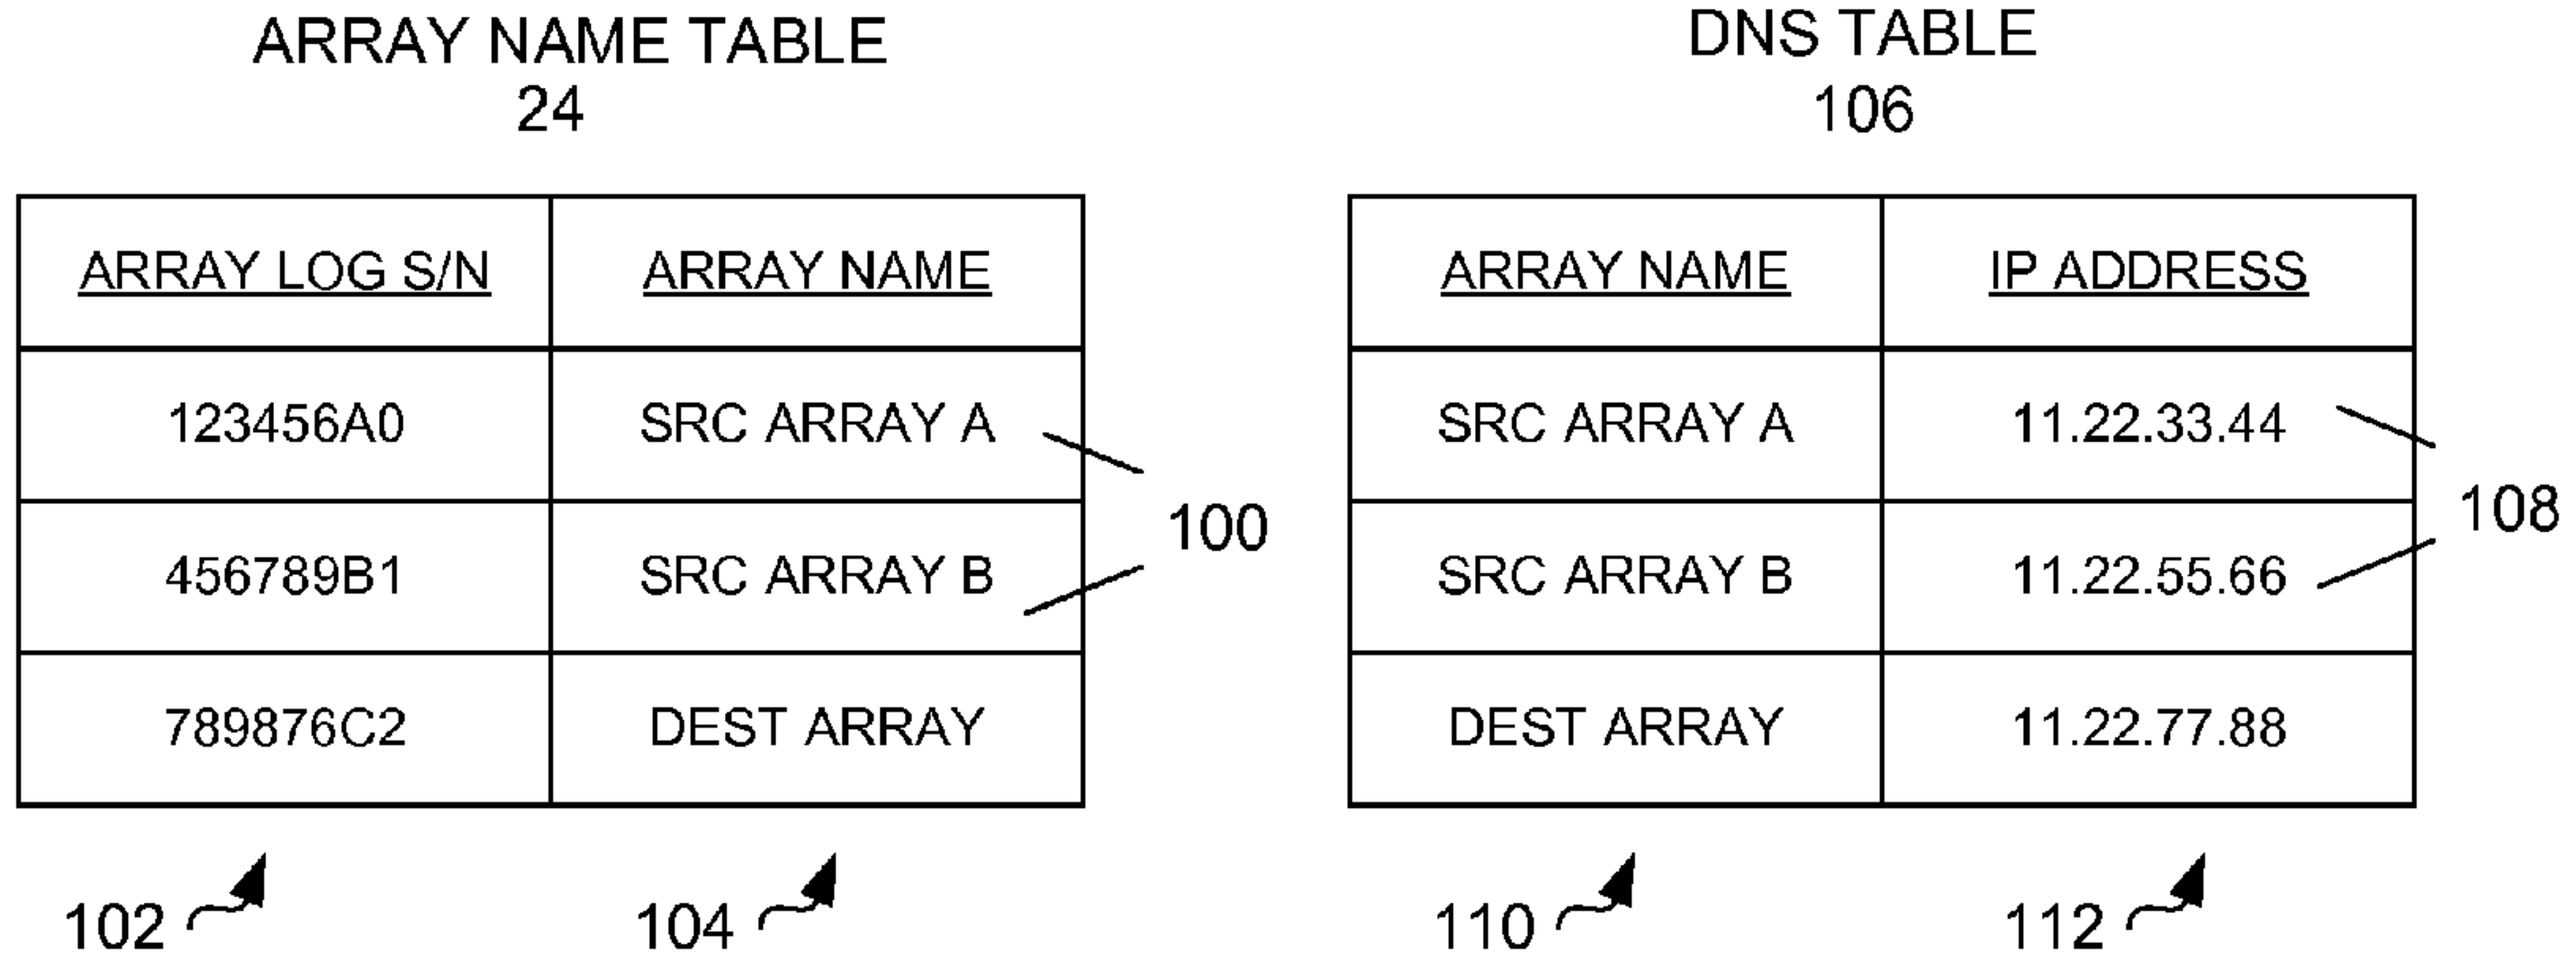 ARRAY NAME TABLE
24
ARRAY LOG S/N ARRAY NAME
123456A0 SRC ARRAY A
456789B1 SRC ARRAY B
789876C2 DEST ARRAY
100
102 104
DNS TABLE
106
ARRAY NAME IP ADDRESS
SRC ARRAY A 11.22.33.44
SRC ARRAY B 11.22.55.66
DEST ARRAY 11.22.77.88
108
110 112